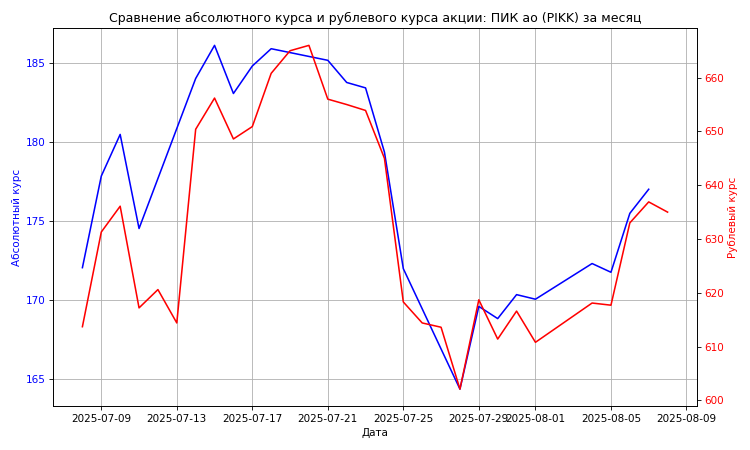 Сравнение абсолютного курса и рублевого курса акции: ПИК ао (PIKK) за месяц
185
180
175
170
165
Абсолютный курс
660
650
640
630
620
610
600
Рублевый курс
2025-07-09 2025-07-13 2025-07-17 2025-07-21 2025-07-25 2025-07-29 2025-08-01 2025-08-05 2025-08-09
Дата